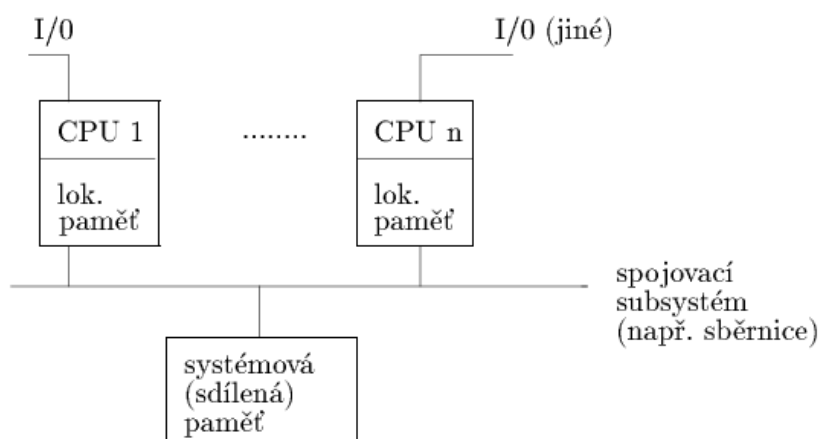 I/0
I/0 (jiné)
CPU 1
........
CPU n
lok.
paměť
lok.
paměť
spojovací
subsystém
(např. sběrnice)
systémová
(sdílená)
paměť